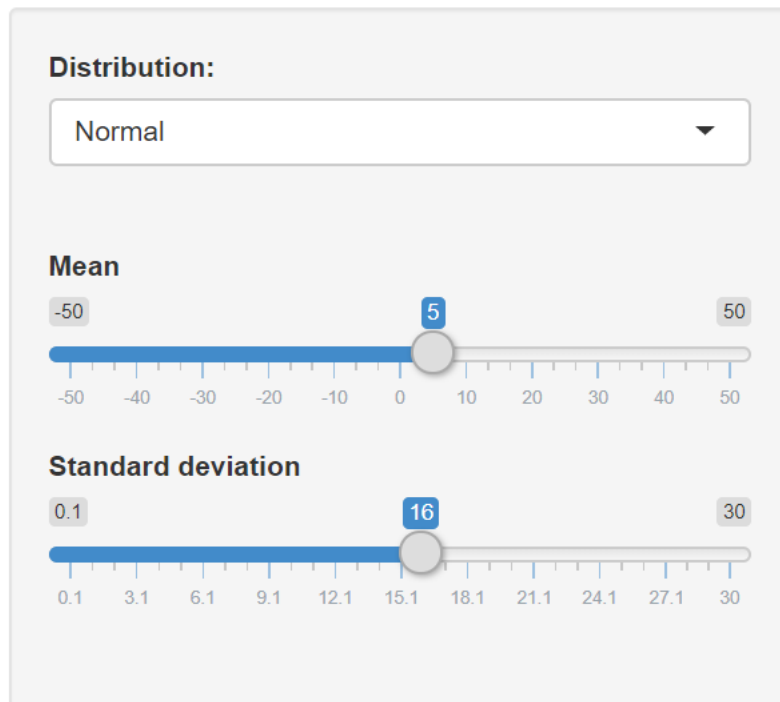 Distribution:
Normal
Mean
-50 5 50
-50 -40 -30 -20 -10 0 10 20 30 40 50
Standard deviation
0.1 16 30
0.1 3.1 6.1 9.1 12.1 15.1 18.1 21.1 24.1 27.1 30